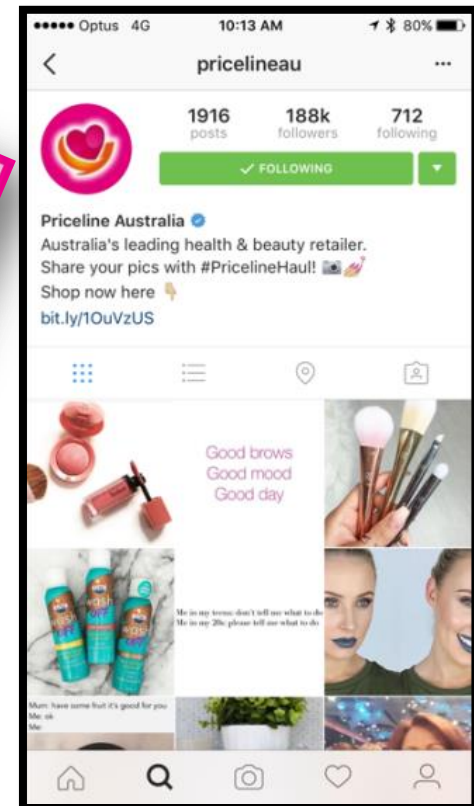 Optus 4G 10:13 AM 80%
pricelineau
1916 188k 712
posts followers following
FOLLOWING
Priceline Australia
Australia's leading health & beauty retailer.
Share your pics with #PricelineHaul! 📷💅
Shop now here 👇
bit.ly/1OuVzUS
Good brows
Good mood
Good day
wash
wash
wash
Me in my teens: don't tell me what to do
Me in my 20s: please tell me what to do
Mum: have some fruit it's good for you
Me: ok
Me: